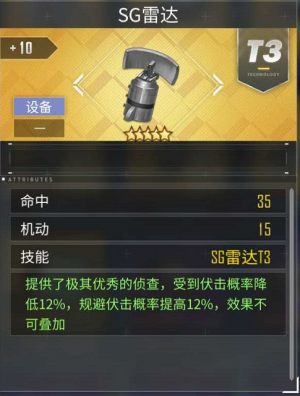 SG雷达
+10
T3
TECHNOLOGY
设备
一
ATTRIBUTES
命中 35
机动 15
技能 SG雷达T3
提供了极其优秀的侦查，受到伏击概率降
低12%，规避伏击概率提高12%，效果不
可叠加